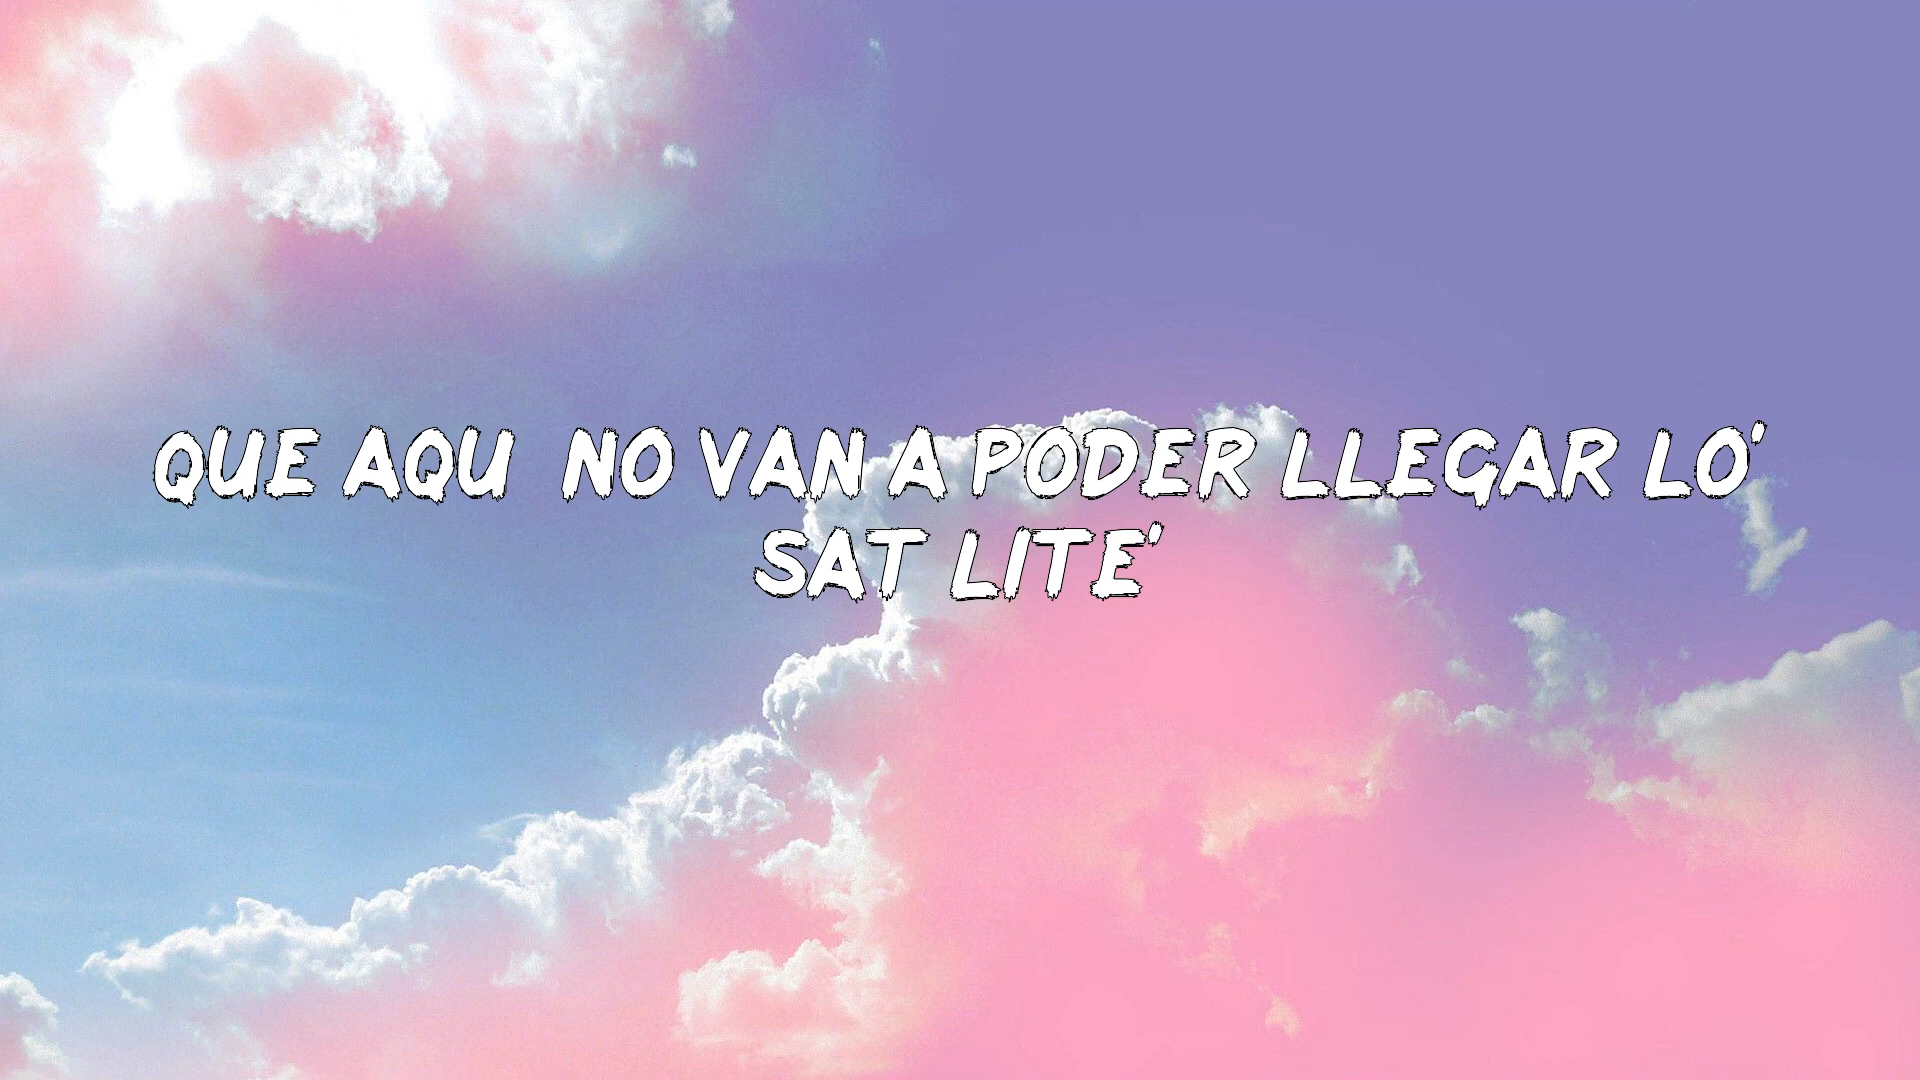 QUE AQU  NO VAN A PODER LLEGAR LO'
SAT LITE'